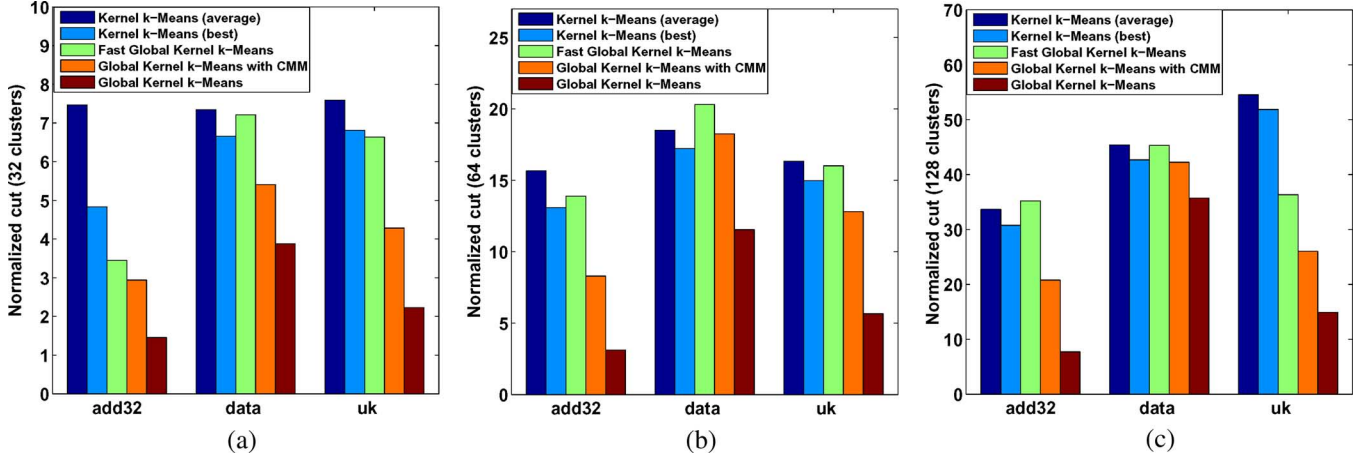 Normalized cut (32 clusters)
10
9
8
7
6
5
4
3
2
1
0
Kernel k−Means (average)
Kernel k−Means (best)
Fast Global Kernel k−Means
Global Kernel k−Means with CMM
Global Kernel k−Means
add32 data uk
(a)
Normalized cut (64 clusters)
25
20
15
10
5
0
Kernel k−Means (average)
Kernel k−Means (best)
Fast Global Kernel k−Means
Global Kernel k−Means with CMM
Global Kernel k−Means
add32 data uk
(b)
Normalized cut (128 clusters)
70
60
50
40
30
20
10
0
Kernel k−Means (average)
Kernel k−Means (best)
Fast Global Kernel k−Means
Global Kernel k−Means with CMM
Global Kernel k−Means
add32 data uk
(c)